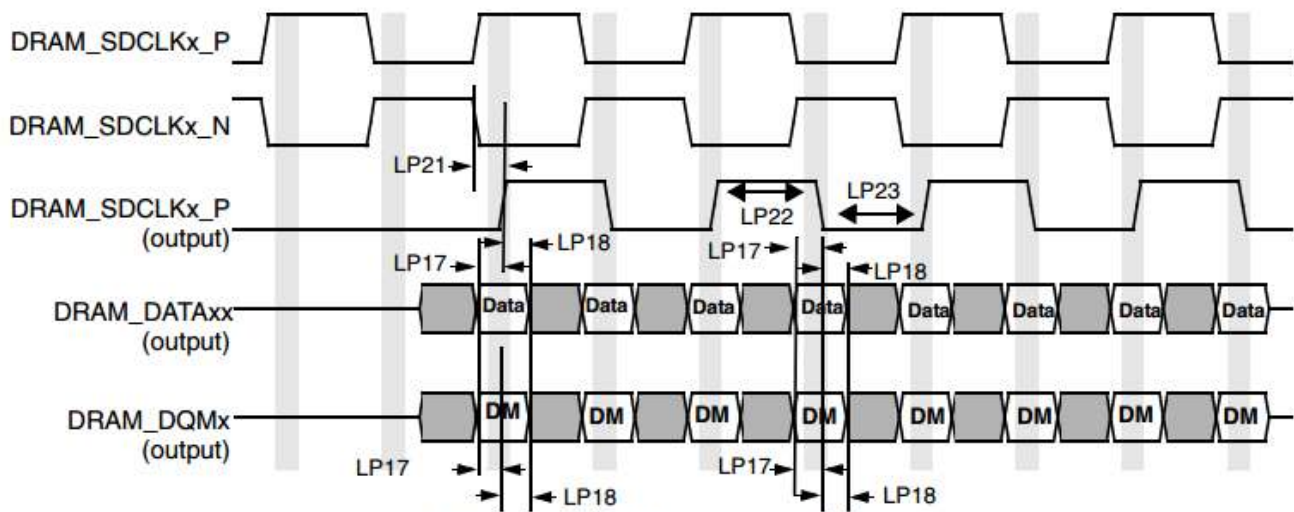 DRAM_SDCLKx_P
DRAM_SDCLKx_N
LP21
DRAM_SDCLKx_P
(output)
LP22
LP23
LP17
LP18
LP17
LP18
DRAM_DATAxx
(output)
Data Data Data Data Data Data Data Data
DRAM_DQMx
(output)
DM DM DM DM DM DM DM DM
LP17
LP18
LP17
LP18